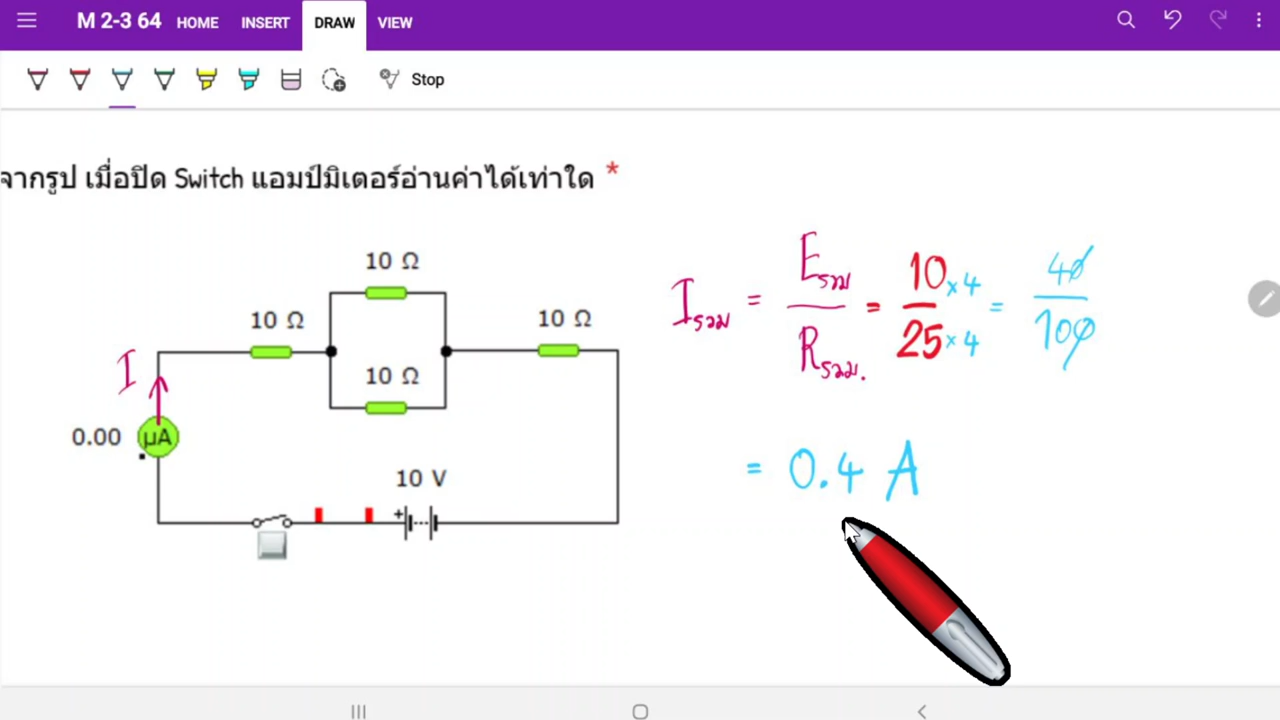 M 2-3 64 HOME INSERT DRAW VIEW
Stop
จากรูป เมื่อปิด Switch แอมป์มิเตอร์อ่านค่าได้เท่าใด *
10 Ω
10 Ω
10 Ω
10 Ω
I
0.00 µA
10 V
+
I รวม = E รวม / R รวม. = 10 ×4 / 25 ×4 = 40 / 100
= 0.4 A